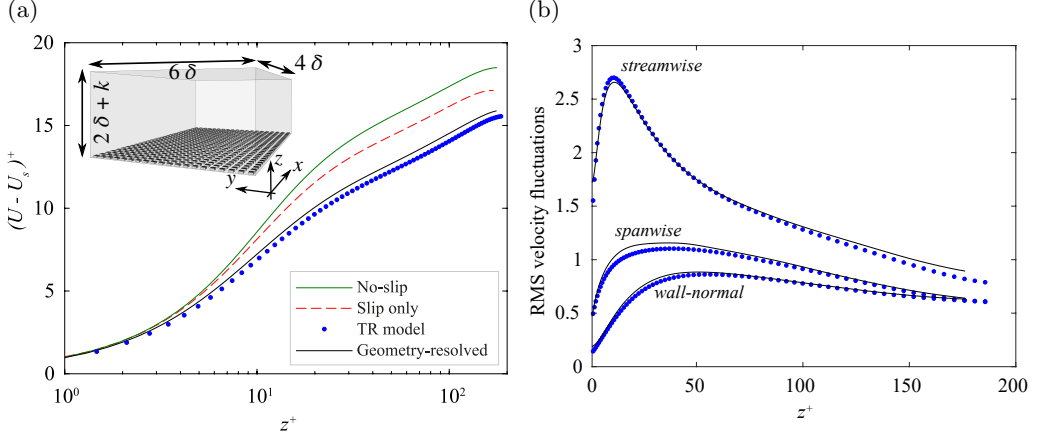 (a)
20
15
10
5
0
(U - U_s)^+
10^0
10^1
10^2
z^+
6 δ
4 δ
2 δ + k
z
x
y
No-slip
Slip only
TR model
Geometry-resolved
(b)
3
2.5
2
1.5
1
0.5
0
RMS velocity fluctuations
streamwise
spanwise
wall-normal
0
50
100
150
200
z^+